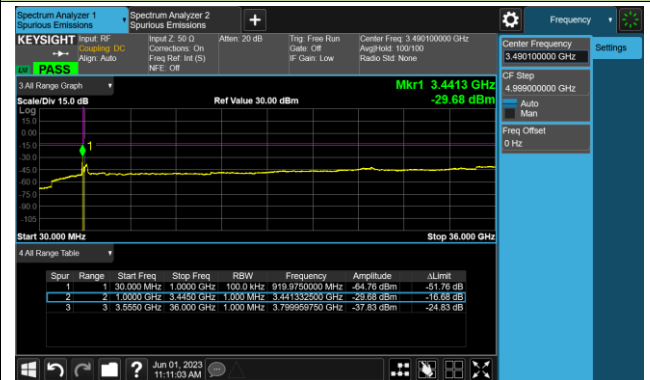 Spectrum Analyzer 1
Spurious Emissions
Spectrum Analyzer 2
Spurious Emissions
+
Frequency
KEYSIGHT
Input: RF
Coupling: DC
Align: Auto
Input Z: 50 Ω
Corrections: On
Freq Ref: Int (S)
NFE: Off
Atten: 20 dB
Trig: Free Run
Gate: Off
IF Gain: Low
Center Freq: 3.490100000 GHz
Avg|Hold: 100/100
Radio Std: None
PASS
Center Frequency
3.490100000 GHz
Settings
CF Step
4.999000000 GHz
Auto
Man
Freq Offset
0 Hz
3 All Range Graph
Mkr1 3.4413 GHz
Scale/Div 15.0 dB
Ref Value 30.00 dBm
-29.68 dBm
Log
15.0
0.00
-15.0
-30.0
-45.0
-60.0
-75.0
-90.0
-105
1
Start 30.000 MHz
Stop 36.000 GHz
4 All Range Table
Spur Range Start Freq Stop Freq RBW Frequency Amplitude ΔLimit
1 1 30.000 MHz 1.0000 GHz 100.0 kHz 919.9750000 MHz -64.76 dBm -51.76 dB
2 2 1.0000 GHz 3.4450 GHz 1.000 MHz 3.441332500 GHz -29.68 dBm -16.68 dB
3 3 3.5550 GHz 36.000 GHz 1.000 MHz 3.799959750 GHz -37.83 dBm -24.83 dB
?
Jun 01, 2023
11:11:03 AM